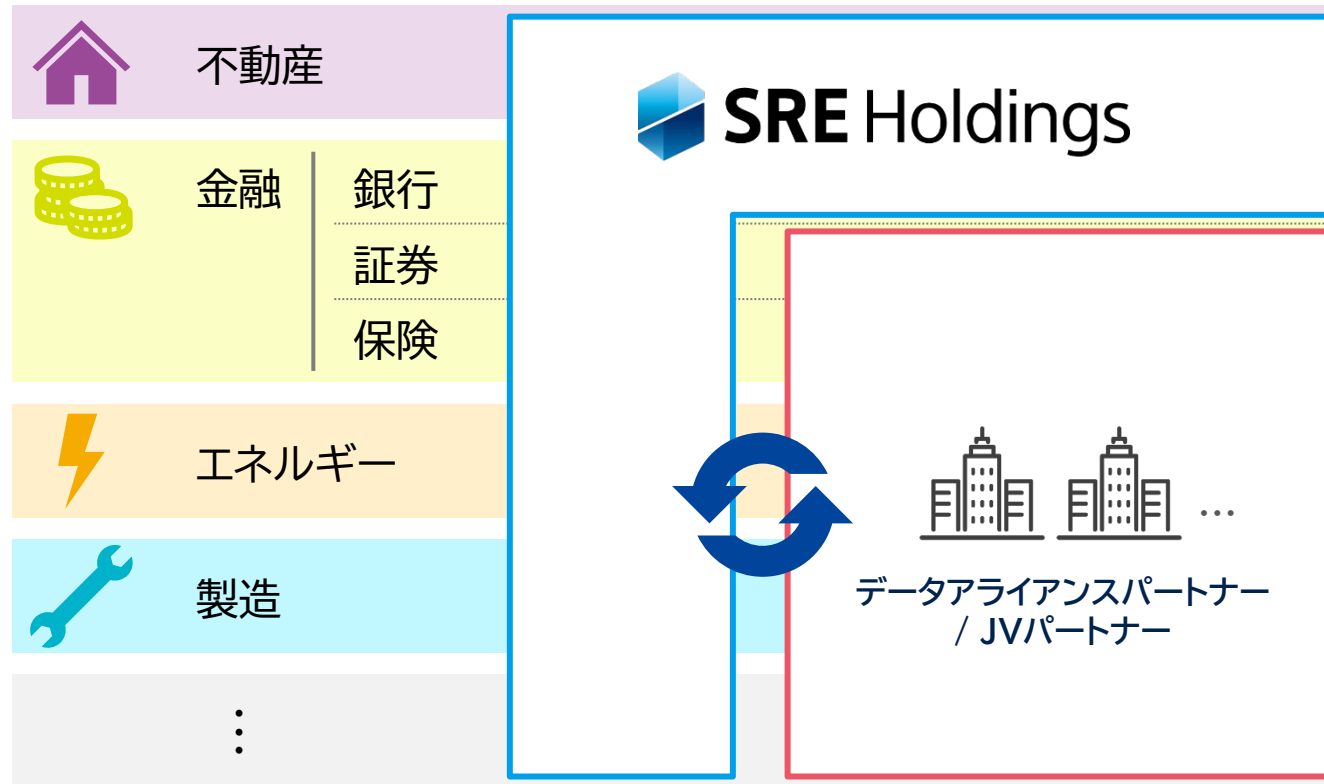 不動産
SRE Holdings
金融
銀行
証券
保険
エネルギー
製造
⋮
…
データアライアンスパートナー
/ JVパートナー